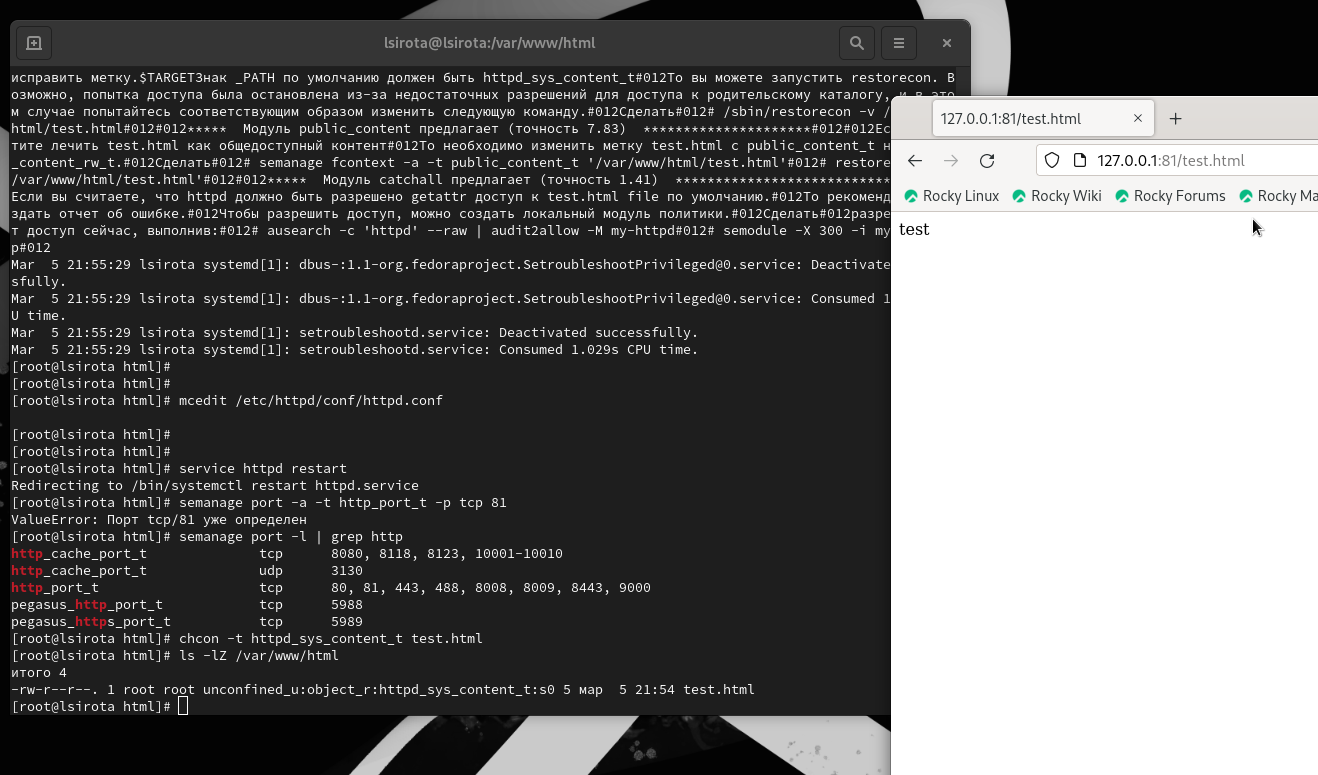 lsirota@lsirota:/var/www/html
исправить метку.$TARGETЗнак _PATH по умолчанию должен быть httpd_sys_content_t#012То вы можете запустить restorecon. В
озможно, попытка доступа была остановлена из-за недостаточных разрешений для доступа к родительскому каталогу, и в это
м случае попытайтесь соответствующим образом изменить следующую команду.#012Сделать#012# /sbin/restorecon -v /
html/test.html#012#012***** Модуль public_content предлагает (точность 7.83) *********************#012#012Ес
тите лечить test.html как общедоступный контент#012То необходимо изменить метку test.html с public_content_t н
_content_rw_t.#012Сделать#012# semanage fcontext -a -t public_content_t '/var/www/html/test.html'#012# restore
/var/www/html/test.html'#012#012***** Модуль catchall предлагает (точность 1.41) ***************************
Если вы считаете, что httpd должно быть разрешено getattr доступ к test.html file по умолчанию.#012То рекоменд
здать отчет об ошибке.#012Чтобы разрешить доступ, можно создать локальный модуль политики.#012Сделать#012разре
т доступ сейчас, выполнив:#012# ausearch -c 'httpd' --raw | audit2allow -M my-httpd#012# semodule -X 300 -i my
p#012
Mar  5 21:55:29 lsirota systemd[1]: dbus-:1.1-org.fedoraproject.SetroubleshootPrivileged@0.service: Deactivate
sfully.
Mar  5 21:55:29 lsirota systemd[1]: dbus-:1.1-org.fedoraproject.SetroubleshootPrivileged@0.service: Consumed 1
U time.
Mar  5 21:55:29 lsirota systemd[1]: setroubleshootd.service: Deactivated successfully.
Mar  5 21:55:29 lsirota systemd[1]: setroubleshootd.service: Consumed 1.029s CPU time.
[root@lsirota html]#
[root@lsirota html]#
[root@lsirota html]# mcedit /etc/httpd/conf/httpd.conf
[root@lsirota html]#
[root@lsirota html]#
[root@lsirota html]# service httpd restart
Redirecting to /bin/systemctl restart httpd.service
[root@lsirota html]# semanage port -a -t http_port_t -p tcp 81
ValueError: Порт tcp/81 уже определен
[root@lsirota html]# semanage port -l | grep http
http_cache_port_t              tcp      8080, 8118, 8123, 10001-10010
http_cache_port_t              udp      3130
http_port_t                    tcp      80, 81, 443, 488, 8008, 8009, 8443, 9000
pegasus_http_port_t            tcp      5988
pegasus_https_port_t           tcp      5989
[root@lsirota html]# chcon -t httpd_sys_content_t test.html
[root@lsirota html]# ls -lZ /var/www/html
итого 4
-rw-r--r--. 1 root root unconfined_u:object_r:httpd_sys_content_t:s0 5 мар  5 21:54 test.html
[root@lsirota html]#
127.0.0.1:81/test.html
127.0.0.1:81/test.html
Rocky Linux Rocky Wiki Rocky Forums Rocky Ma
test